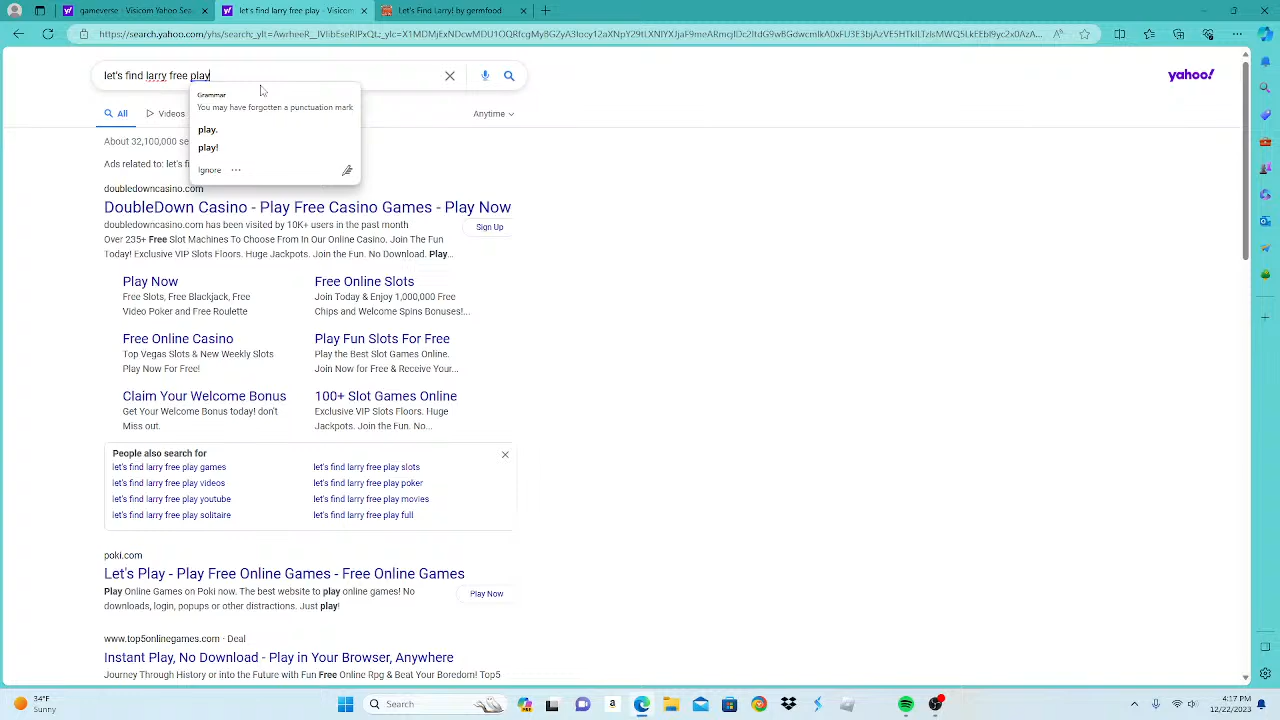 gameverse - Visicom Yahoo Sea
let's find larry free play - Visicom
Let's Find Larry! by germfood
let's find larry free play
yahoo!
Grammar
You may have forgotten a punctuation mark
play.
play!
Ignore
All
Videos
Anytime
About 32,100,000 se
Ads related to: let's fi
doubledowncasino.com
DoubleDown Casino - Play Free Casino Games - Play Now
doubledowncasino.com has been visited by 10K+ users in the past month
Sign Up
Over 235+ Free Slot Machines To Choose From In Our Online Casino. Join The Fun
Today! Exclusive VIP Slots Floors. Huge Jackpots. Join the Fun. No Download. Play...
Play Now
Free Slots, Free Blackjack, Free
Video Poker and Free Roulette
Free Online Slots
Join Today & Enjoy 1,000,000 Free
Chips and Welcome Spins Bonuses!...
Free Online Casino
Top Vegas Slots & New Weekly Slots
Play Now For Free!
Play Fun Slots For Free
Play the Best Slot Games Online.
Join Now for Free & Receive Your...
Claim Your Welcome Bonus
Get Your Welcome Bonus today! don't
Miss out.
100+ Slot Games Online
Exclusive VIP Slots Floors. Huge
Jackpots. Join the Fun. No...
People also search for
let's find larry free play games
let's find larry free play slots
let's find larry free play videos
let's find larry free play poker
let's find larry free play youtube
let's find larry free play movies
let's find larry free play solitaire
let's find larry free play full
poki.com
Let's Play - Play Free Online Games - Free Online Games
Play Online Games on Poki now. The best website to play online games! No
downloads, login, popups or other distractions. Just play!
Play Now
www.top5onlinegames.com · Deal
Instant Play, No Download - Play in Your Browser, Anywhere
Journey Through History or into the Future with Fun Free Online Rpg & Beat Your Boredom! Top5
34°F
Sunny
Search
4:17 PM
12/22/2023